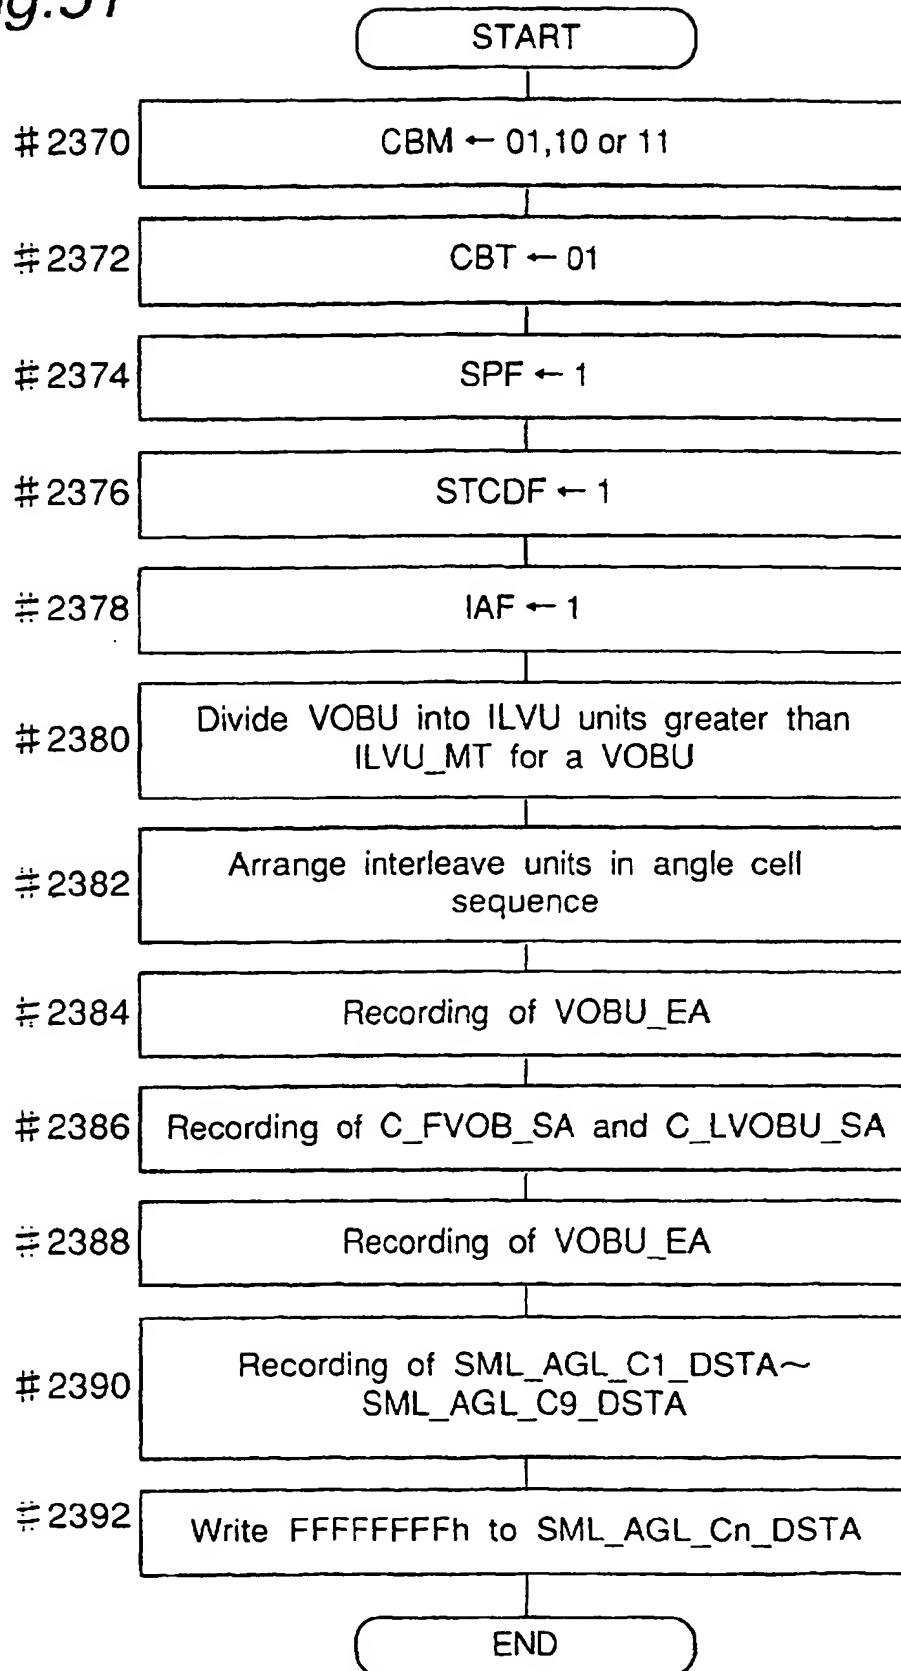 START
#2370
CBM ← 01,10 or 11
#2372
CBT ← 01
#2374
SPF ← 1
#2376
STCDF ← 1
#2378
IAF ← 1
#2380
Divide VOBU into ILVU units greater than
ILVU_MT for a VOBU
#2382
Arrange interleave units in angle cell
sequence
#2384
Recording of VOBU_EA
#2386
Recording of C_FVOB_SA and C_LVOBU_SA
#2388
Recording of VOBU_EA
#2390
Recording of SML_AGL_C1_DSTA~
SML_AGL_C9_DSTA
#2392
Write FFFFFFFFh to SML_AGL_Cn_DSTA
END